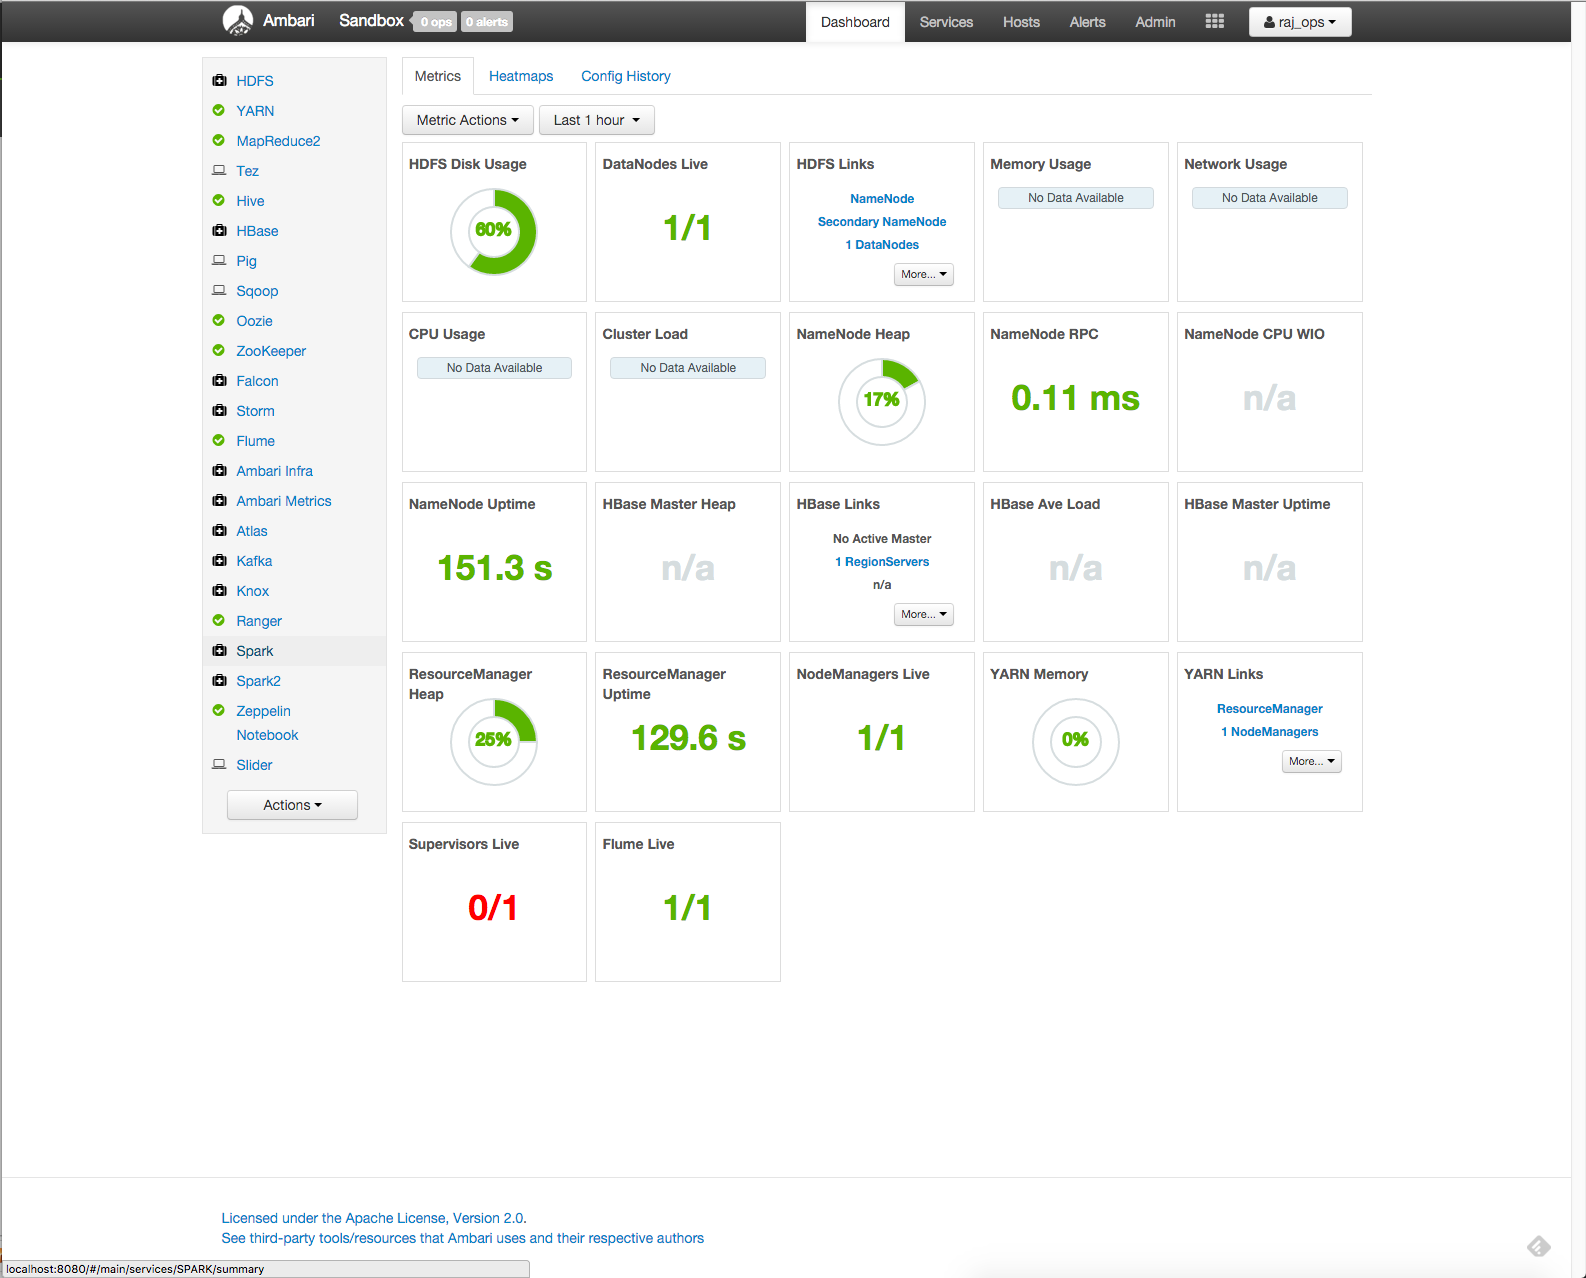 Ambari
Sandbox
0 ops
0 alerts
Dashboard
Services
Hosts
Alerts
Admin
raj_ops
HDFS
YARN
MapReduce2
Tez
Hive
HBase
Pig
Sqoop
Oozie
ZooKeeper
Falcon
Storm
Flume
Ambari Infra
Ambari Metrics
Atlas
Kafka
Knox
Ranger
Spark
Spark2
Zeppelin
Notebook
Slider
Actions
Metrics
Heatmaps
Config History
Metric Actions
Last 1 hour
HDFS Disk Usage
60%
DataNodes Live
1/1
HDFS Links
NameNode
Secondary NameNode
1 DataNodes
More...
Memory Usage
No Data Available
Network Usage
No Data Available
CPU Usage
No Data Available
Cluster Load
No Data Available
NameNode Heap
17%
NameNode RPC
0.11 ms
NameNode CPU WIO
n/a
NameNode Uptime
151.3 s
HBase Master Heap
n/a
HBase Links
No Active Master
1 RegionServers
n/a
More...
HBase Ave Load
n/a
HBase Master Uptime
n/a
ResourceManager
Heap
25%
ResourceManager
Uptime
129.6 s
NodeManagers Live
1/1
YARN Memory
0%
YARN Links
ResourceManager
1 NodeManagers
More...
Supervisors Live
0/1
Flume Live
1/1
Licensed under the Apache License, Version 2.0.
See third-party tools/resources that Ambari uses and their respective authors
localhost:8080/#/main/services/SPARK/summary